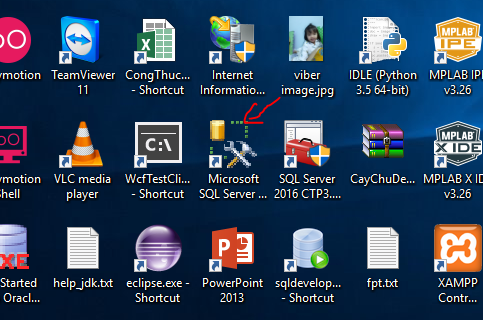 ymotion
TeamViewer
11
CongThuc...
- Shortcut
Internet
Informatio...
viber
image.jpg
IDLE (Python
3.5 64-bit)
MPLAB
IPE
MPLAB IPE
v3.26
ymotion
hell
VLC media
player
C:\
WcfTestCli...
- Shortcut
Microsoft
SQL Server ...
SQL Server
2016 CTP3....
CayChuDe...
MPLAB
X IDE
MPLAB X ID
v3.26
EXE
Started
Oracl...
help_jdk.txt
eclipse.exe -
Shortcut
PowerPoint
2013
sqldevelop...
- Shortcut
fpt.txt
XAMPP
Contr...